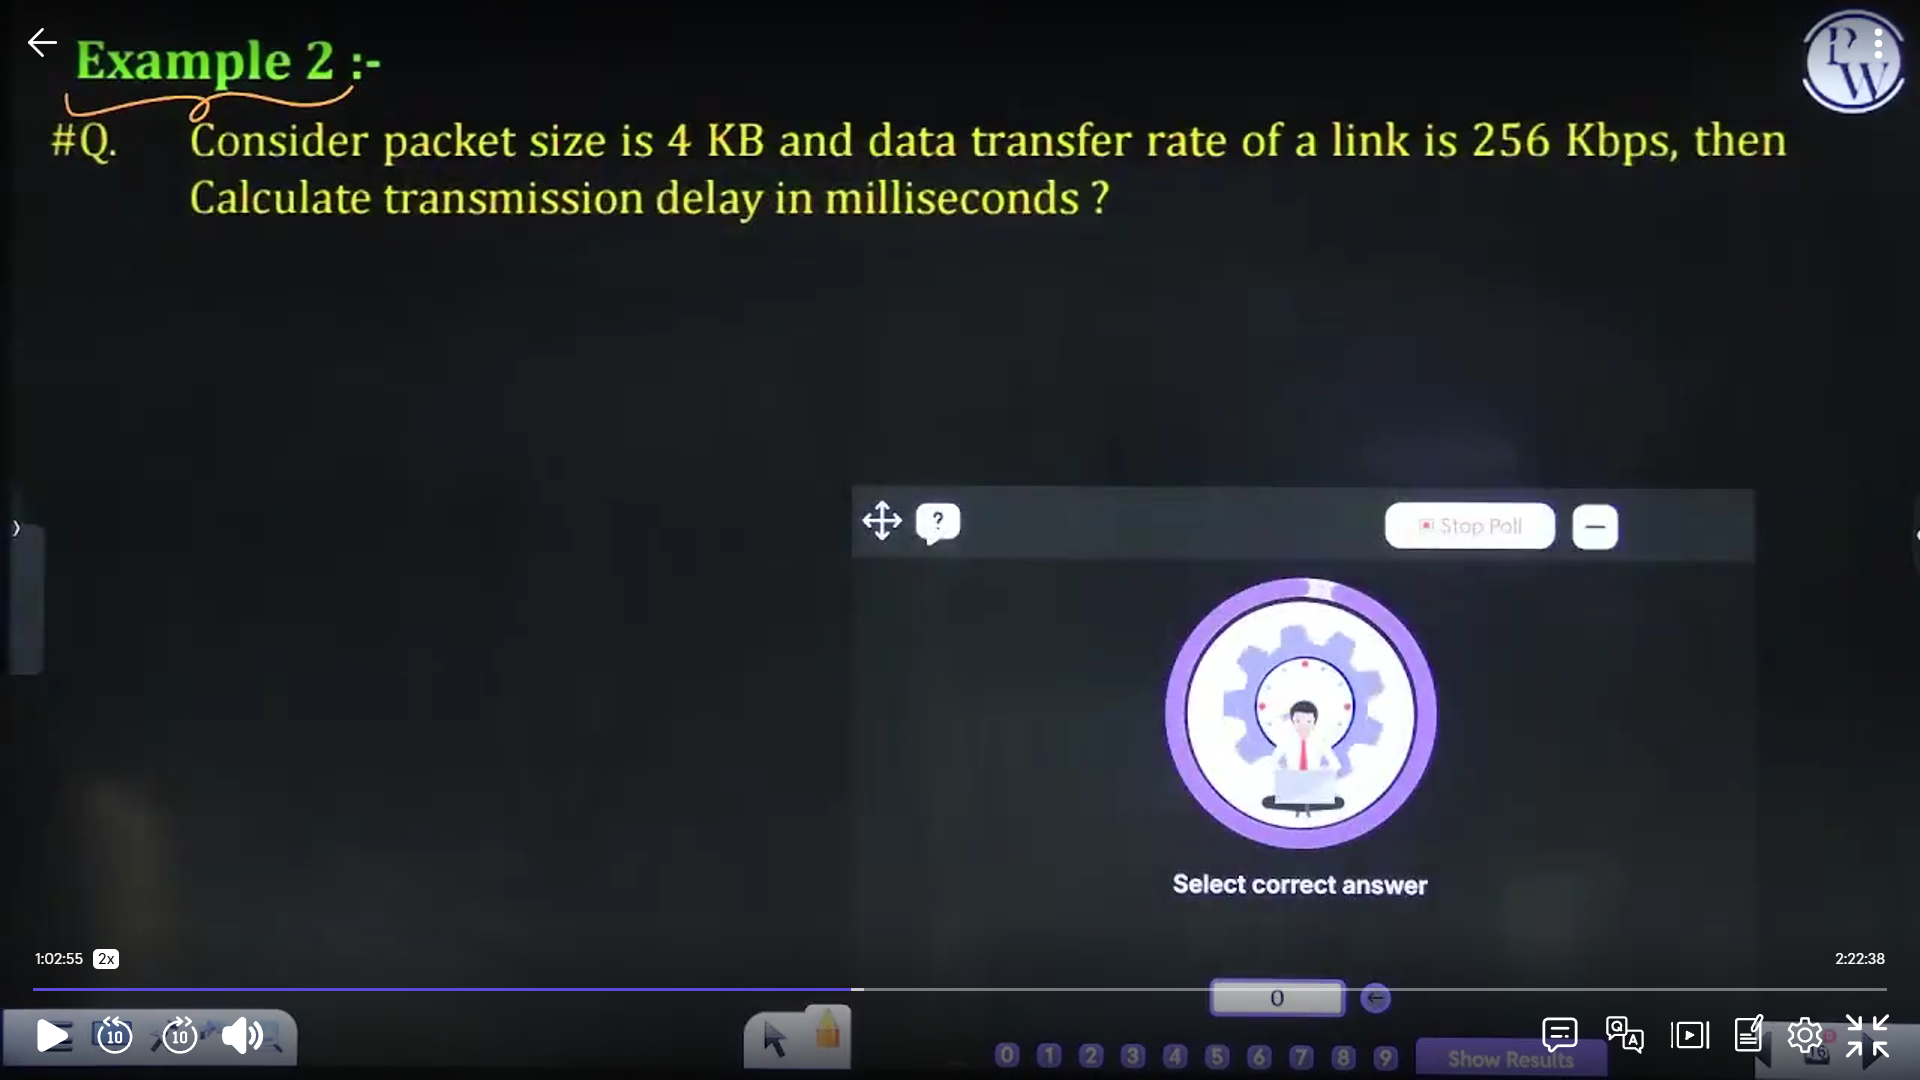 Example 2 :-
#Q. Consider packet size is 4 KB and data transfer rate of a link is 256 Kbps, then
Calculate transmission delay in milliseconds ?
PW
?
Stop Poll
Select correct answer
1:02:55 2x
2:22:38
0
10 10
0 1 2 3 4 5 6 7 8 9
Show Results
16